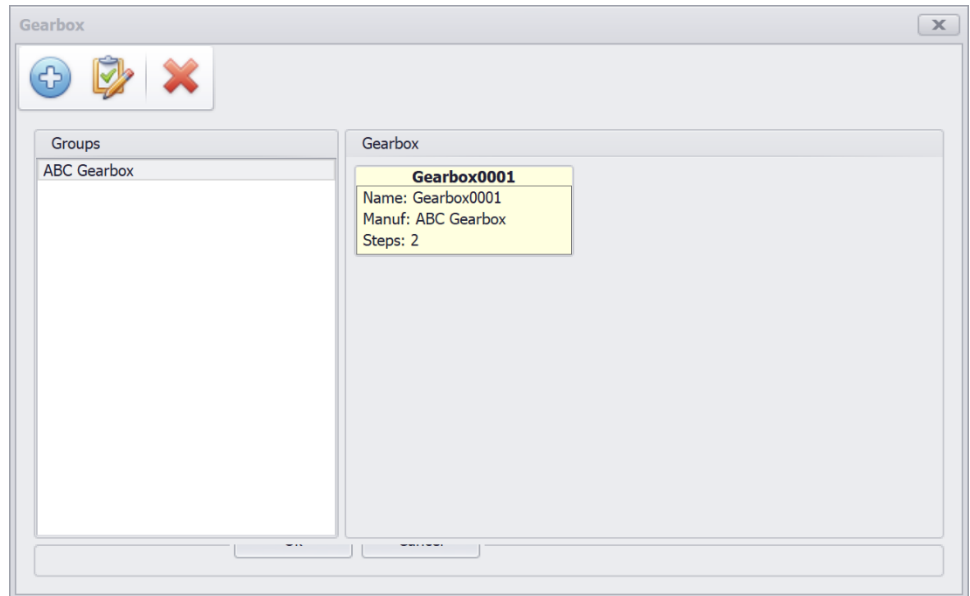 Gearbox
Groups
Gearbox
ABC Gearbox
Gearbox0001
Name: Gearbox0001
Manuf: ABC Gearbox
Steps: 2